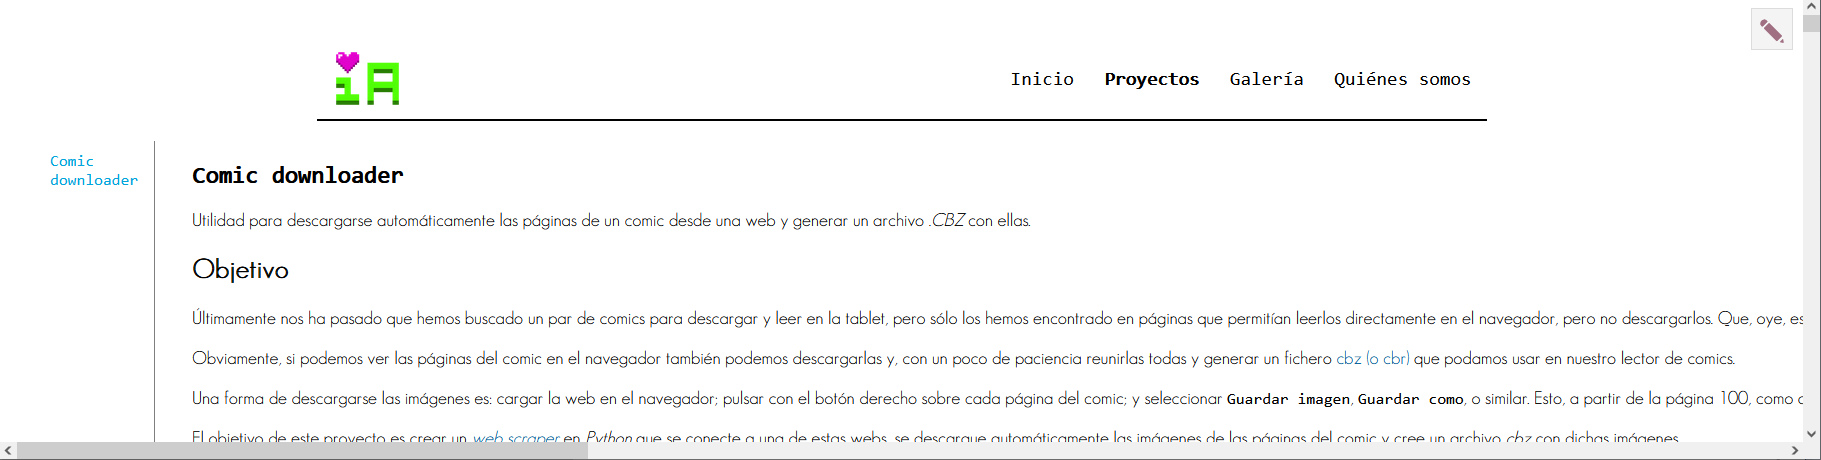 iA
Inicio Proyectos Galería Quiénes somos
Comic
downloader
Comic downloader
Utilidad para descargarse automáticamente las páginas de un comic desde una web y generar un archivo .CBZ con ellas.
Objetivo
Últimamente nos ha pasado que hemos buscado un par de comics para descargar y leer en la tablet, pero sólo los hemos encontrado en páginas que permitían leerlos directamente en el navegador, pero no descargarlos. Que, oye, es
Obviamente, si podemos ver las páginas del comic en el navegador también podemos descargarlas y, con un poco de paciencia reunirlas todas y generar un fichero cbz (o cbr) que podamos usar en nuestro lector de comics.
Una forma de descargarse las imágenes es: cargar la web en el navegador; pulsar con el botón derecho sobre cada página del comic; y seleccionar Guardar imagen, Guardar como, o similar. Esto, a partir de la página 100, como
El objetivo de este proyecto es crear un web scraper en Python que se conecte a una de estas webs, se descargue automáticamente las imágenes de las páginas del comic y cree un archivo cbz con dichas imágenes.